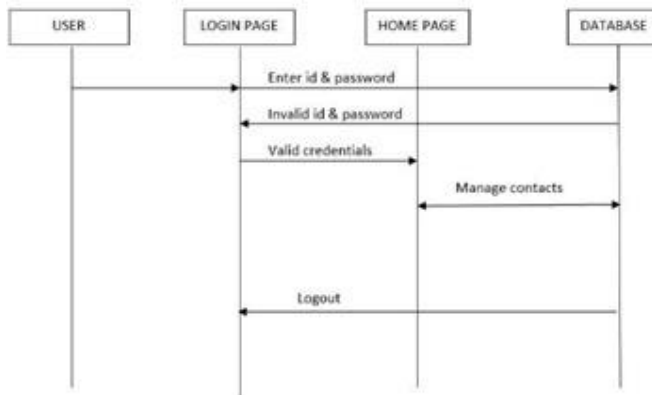 USER
LOGIN PAGE
HOME PAGE
DATABASE
Enter id & password
Invalid id & password
Valid credentials
Manage contacts
Logout